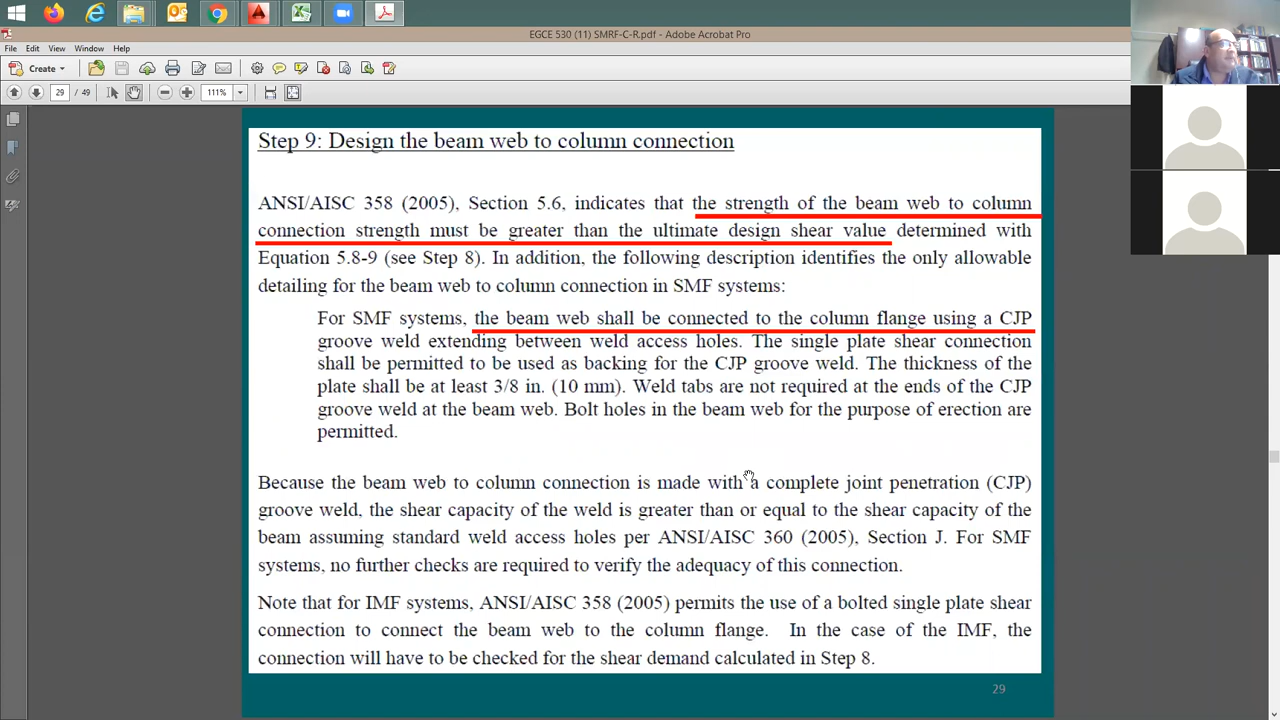 EGCE 530 (11) SMRF-C-R.pdf - Adobe Acrobat Pro
File Edit View Window Help
Create
29 / 49 111%
Step 9: Design the beam web to column connection
ANSI/AISC 358 (2005), Section 5.6, indicates that the strength of the beam web to column
connection strength must be greater than the ultimate design shear value determined with
Equation 5.8-9 (see Step 8). In addition, the following description identifies the only allowable
detailing for the beam web to column connection in SMF systems:
For SMF systems, the beam web shall be connected to the column flange using a CJP
groove weld extending between weld access holes. The single plate shear connection
shall be permitted to be used as backing for the CJP groove weld. The thickness of the
plate shall be at least 3/8 in. (10 mm). Weld tabs are not required at the ends of the CJP
groove weld at the beam web. Bolt holes in the beam web for the purpose of erection are
permitted.
Because the beam web to column connection is made with a complete joint penetration (CJP)
groove weld, the shear capacity of the weld is greater than or equal to the shear capacity of the
beam assuming standard weld access holes per ANSI/AISC 360 (2005), Section J. For SMF
systems, no further checks are required to verify the adequacy of this connection.
Note that for IMF systems, ANSI/AISC 358 (2005) permits the use of a bolted single plate shear
connection to connect the beam web to the column flange. In the case of the IMF, the
connection will have to be checked for the shear demand calculated in Step 8.
29